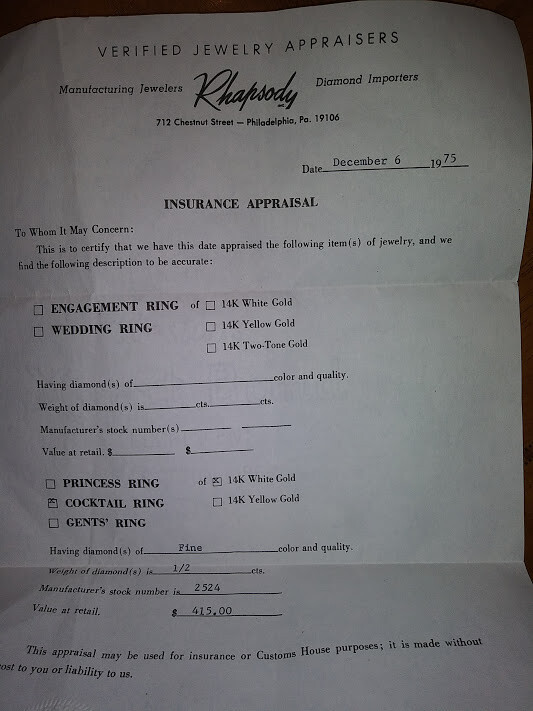 VERIFIED JEWELRY APPRAISERS
Manufacturing Jewelers Rhapsody Diamond Importers
712 Chestnut Street — Philadelphia, Pa. 19106
Date December 6 1975
INSURANCE APPRAISAL
To Whom It May Concern:
This is to certify that we have this date appraised the following item(s) of jewelry, and we
find the following description to be accurate:
☐ ENGAGEMENT RING of ☐ 14K White Gold
☐ WEDDING RING ☐ 14K Yellow Gold
☐ 14K Two-Tone Gold
Having diamond(s) of color and quality.
Weight of diamond(s) is cts. cts.
Manufacturer's stock number(s)
Value at retail. $ $
☐ PRINCESS RING of ☒ 14K White Gold
☒ COCKTAIL RING ☐ 14K Yellow Gold
☐ GENTS' RING
Having diamond(s) of Fine color and quality.
Weight of diamond(s) is 1/2 cts.
Manufacturer's stock number is 2524
Value at retail. $ 415.00
This appraisal may be used for insurance or Customs House purposes; it is made without
ost to you or liability to us.